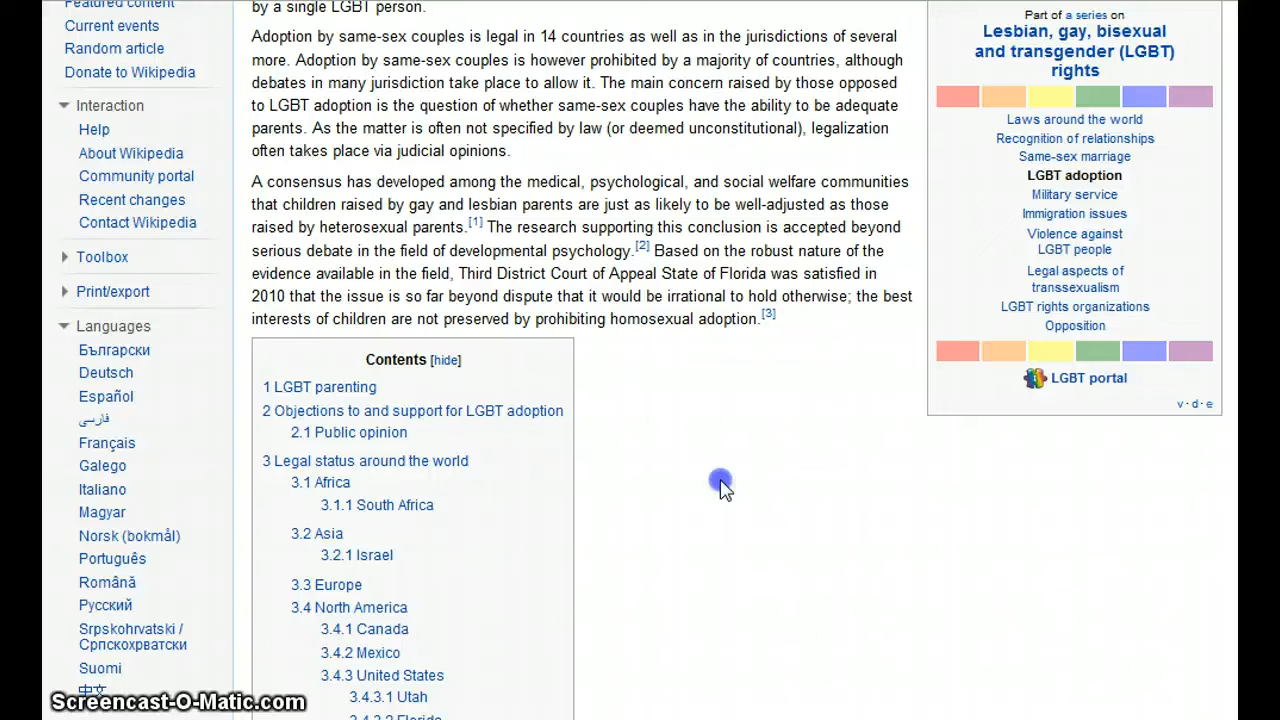 Featured content
Current events
Random article
Donate to Wikipedia
Interaction
Help
About Wikipedia
Community portal
Recent changes
Contact Wikipedia
Toolbox
Print/export
Languages
Български
Deutsch
Español
فارسی
Français
Galego
Italiano
Magyar
Norsk (bokmål)
Português
Română
Русский
Srpskohrvatski /
Српскохрватски
Suomi
中文
by a single LGBT person.
Adoption by same-sex couples is legal in 14 countries as well as in the jurisdictions of several
more. Adoption by same-sex couples is however prohibited by a majority of countries, although
debates in many jurisdiction take place to allow it. The main concern raised by those opposed
to LGBT adoption is the question of whether same-sex couples have the ability to be adequate
parents. As the matter is often not specified by law (or deemed unconstitutional), legalization
often takes place via judicial opinions.
A consensus has developed among the medical, psychological, and social welfare communities
that children raised by gay and lesbian parents are just as likely to be well-adjusted as those
raised by heterosexual parents.[1] The research supporting this conclusion is accepted beyond
serious debate in the field of developmental psychology.[2] Based on the robust nature of the
evidence available in the field, Third District Court of Appeal State of Florida was satisfied in
2010 that the issue is so far beyond dispute that it would be irrational to hold otherwise; the best
interests of children are not preserved by prohibiting homosexual adoption.[3]
Contents [hide]
1 LGBT parenting
2 Objections to and support for LGBT adoption
2.1 Public opinion
3 Legal status around the world
3.1 Africa
3.1.1 South Africa
3.2 Asia
3.2.1 Israel
3.3 Europe
3.4 North America
3.4.1 Canada
3.4.2 Mexico
3.4.3 United States
3.4.3.1 Utah
3.4.3.2 Florida
Part of a series on
Lesbian, gay, bisexual
and transgender (LGBT)
rights
Laws around the world
Recognition of relationships
Same-sex marriage
LGBT adoption
Military service
Immigration issues
Violence against
LGBT people
Legal aspects of
transsexualism
LGBT rights organizations
Opposition
LGBT portal
v · d · e
Screencast-O-Matic.com